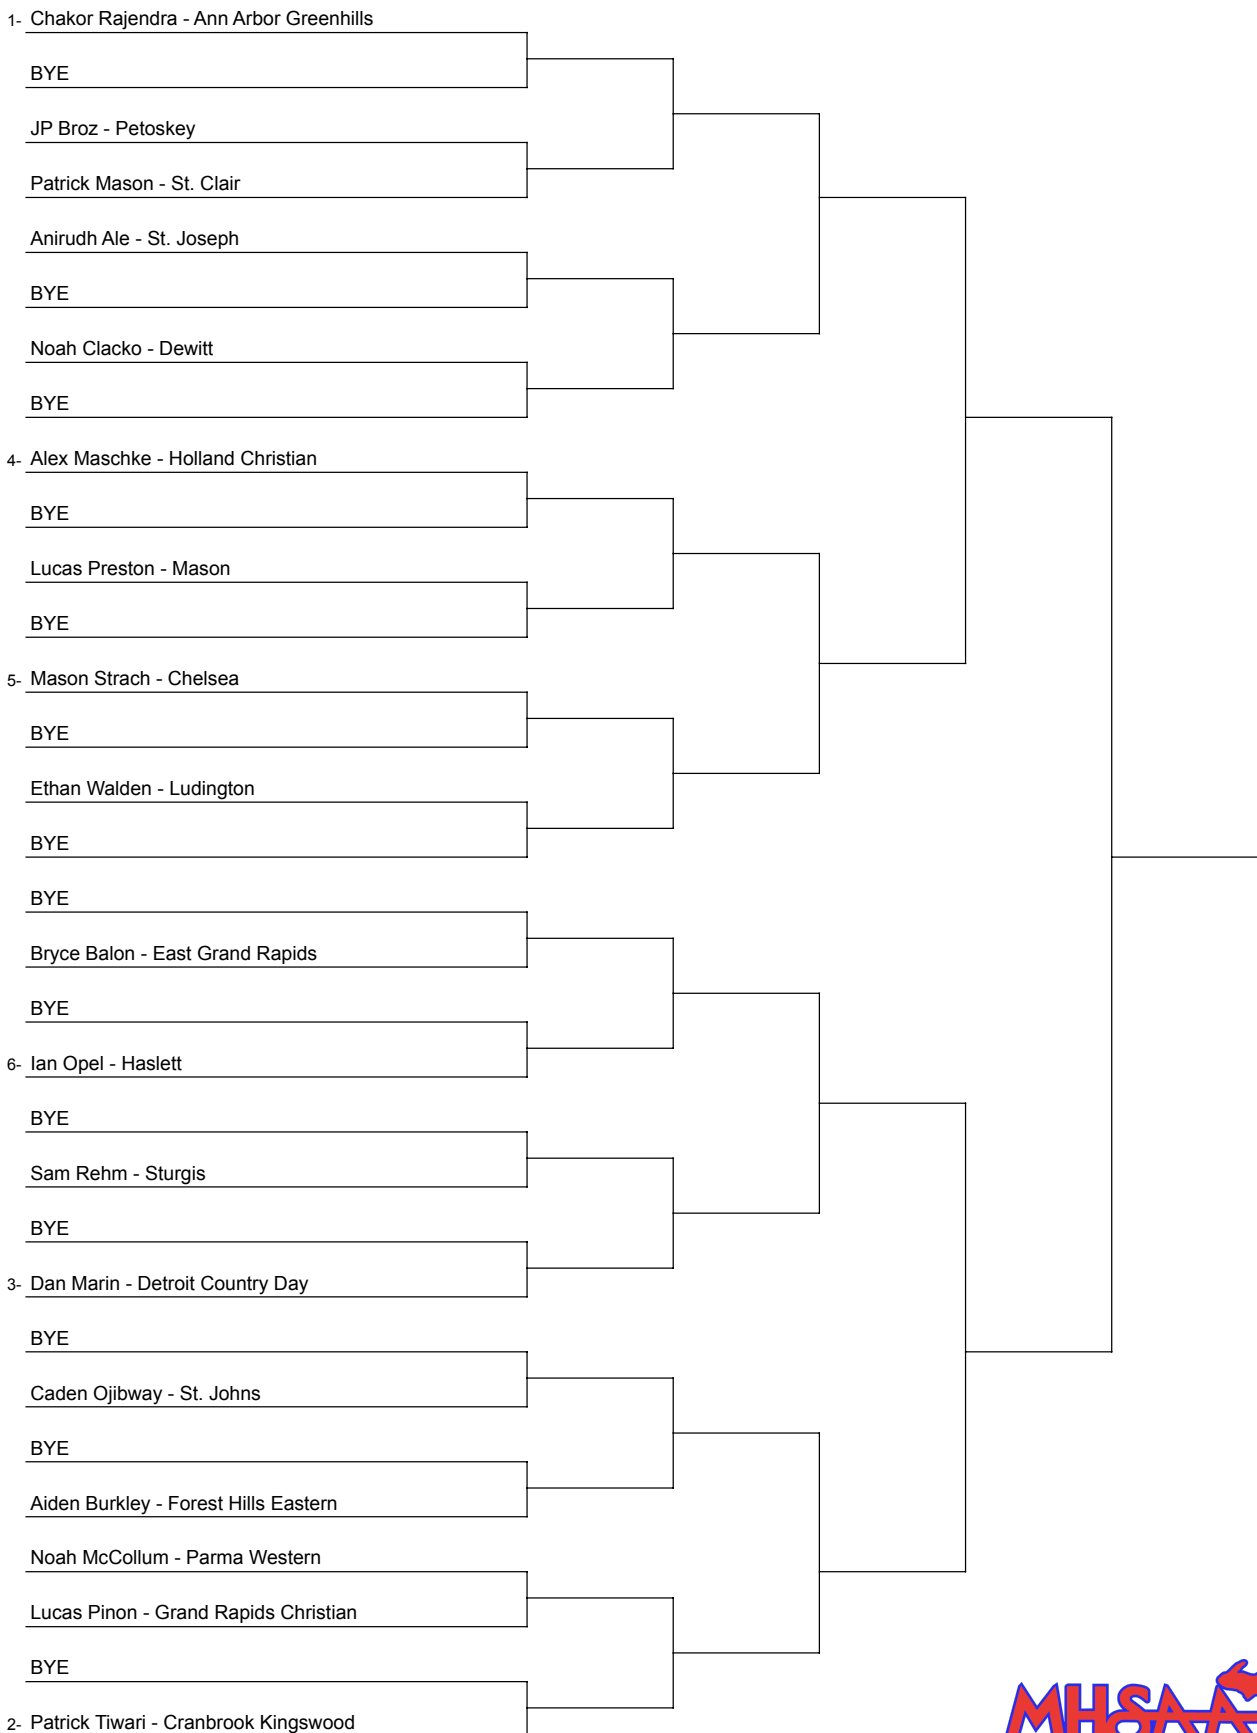 1- Chakor Rajendra - Ann Arbor Greenhills
BYE
JP Broz - Petoskey
Patrick Mason - St. Clair
Anirudh Ale - St. Joseph
BYE
Noah Clacko - Dewitt
BYE
4- Alex Maschke - Holland Christian
BYE
Lucas Preston - Mason
BYE
5- Mason Strach - Chelsea
BYE
Ethan Walden - Ludington
BYE
BYE
Bryce Balon - East Grand Rapids
BYE
6- Ian Opel - Haslett
BYE
Sam Rehm - Sturgis
BYE
3- Dan Marin - Detroit Country Day
BYE
Caden Ojibway - St. Johns
BYE
Aiden Burkley - Forest Hills Eastern
Noah McCollum - Parma Western
Lucas Pinon - Grand Rapids Christian
BYE
2- Patrick Tiwari - Cranbrook Kingswood
MHSAA